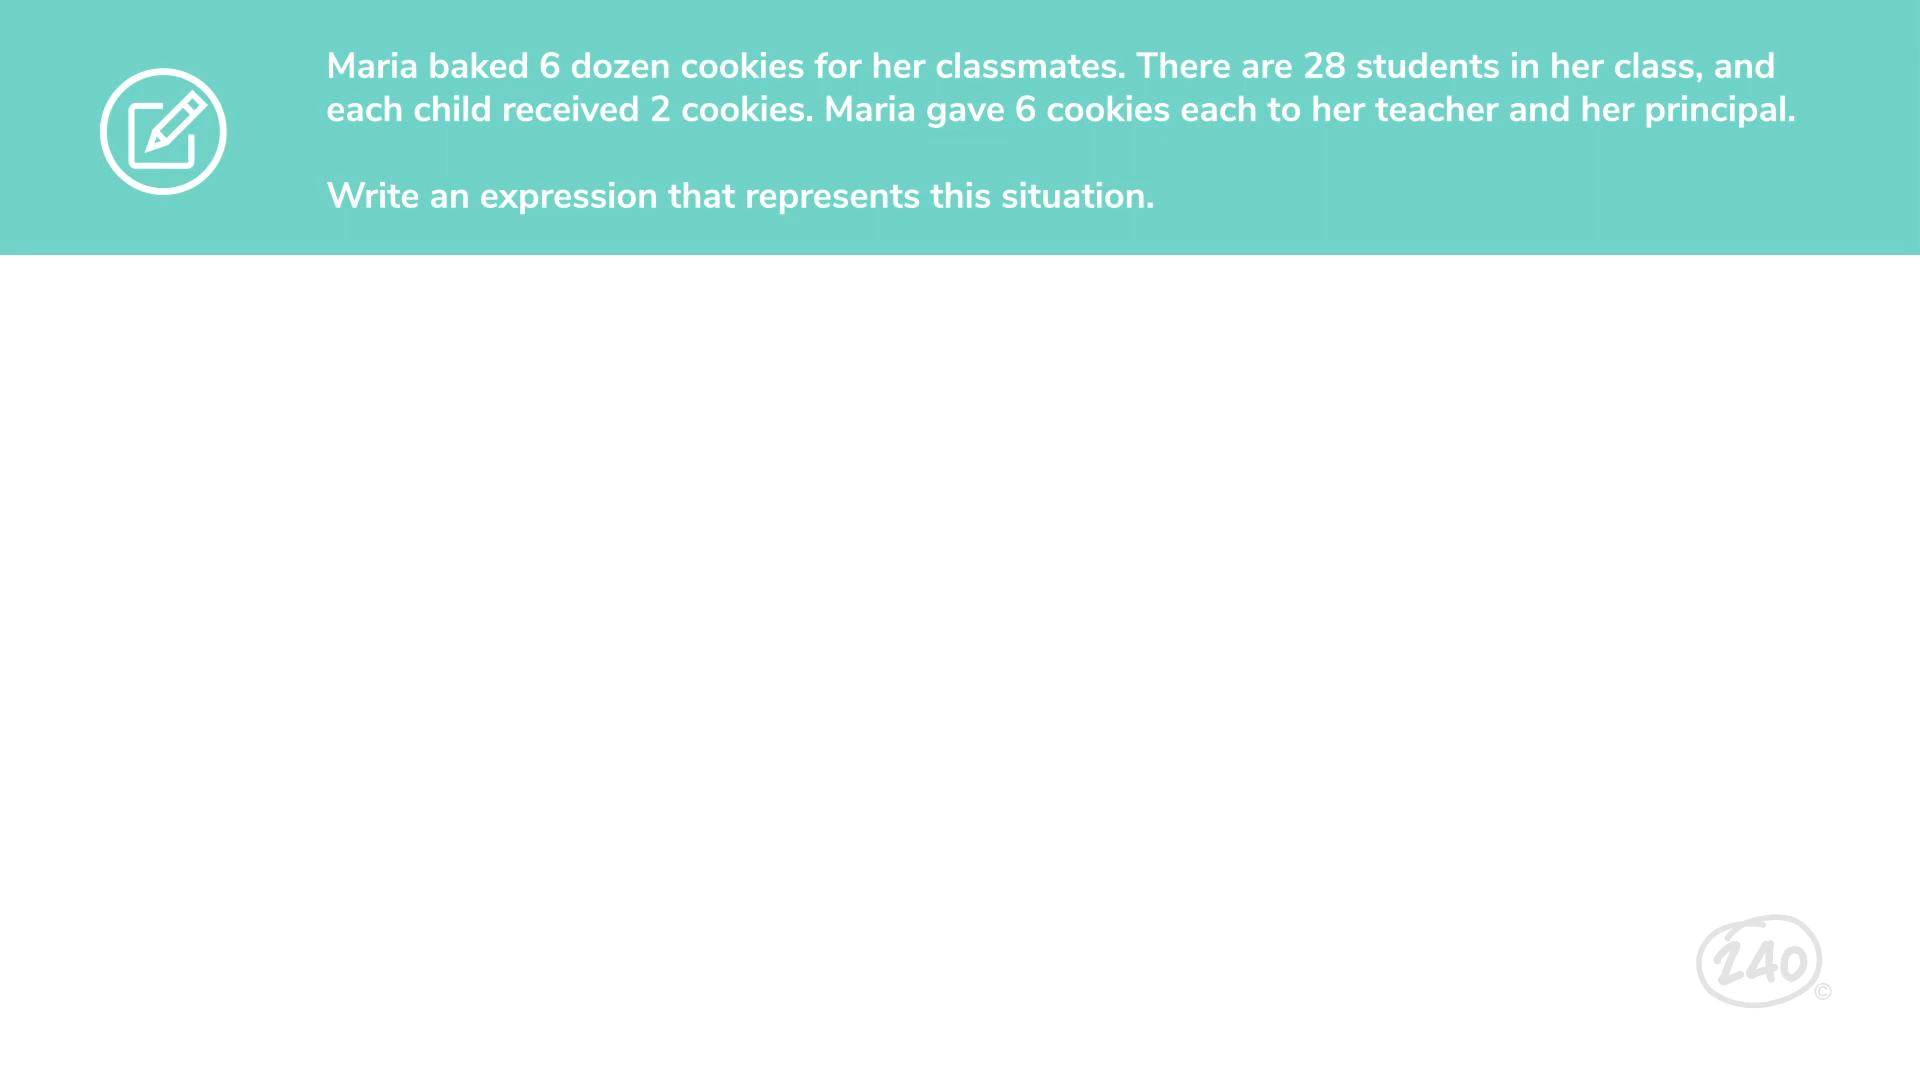 Maria baked 6 dozen cookies for her classmates. There are 28 students in her class, and
each child received 2 cookies. Maria gave 6 cookies each to her teacher and her principal.
Write an expression that represents this situation.
240
©